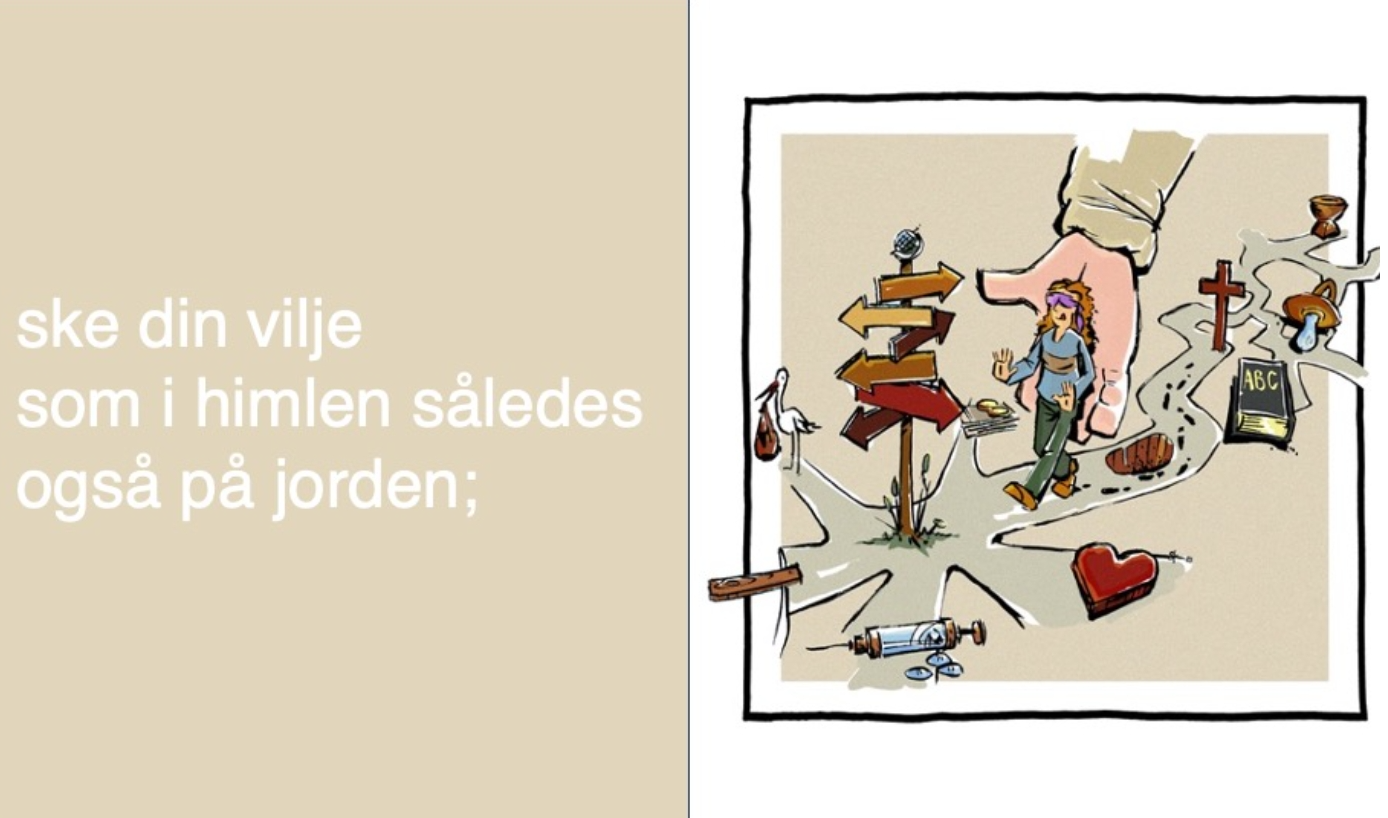 ske din vilje
som i himlen således
også på jorden;
ABC